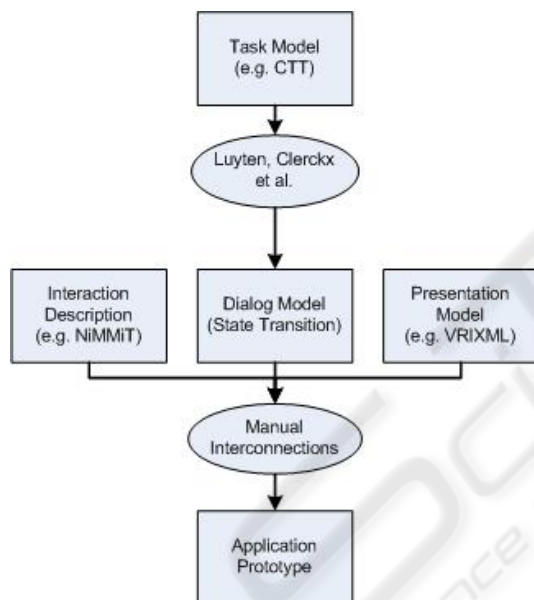 Task Model
(e.g. CTT)
Luyten, Clerckx
et al.
Interaction
Description
(e.g. NiMMiT)
Dialog Model
(State Transition)
Presentation
Model
(e.g. VRIXML)
Manual
Interconnections
Application
Prototype